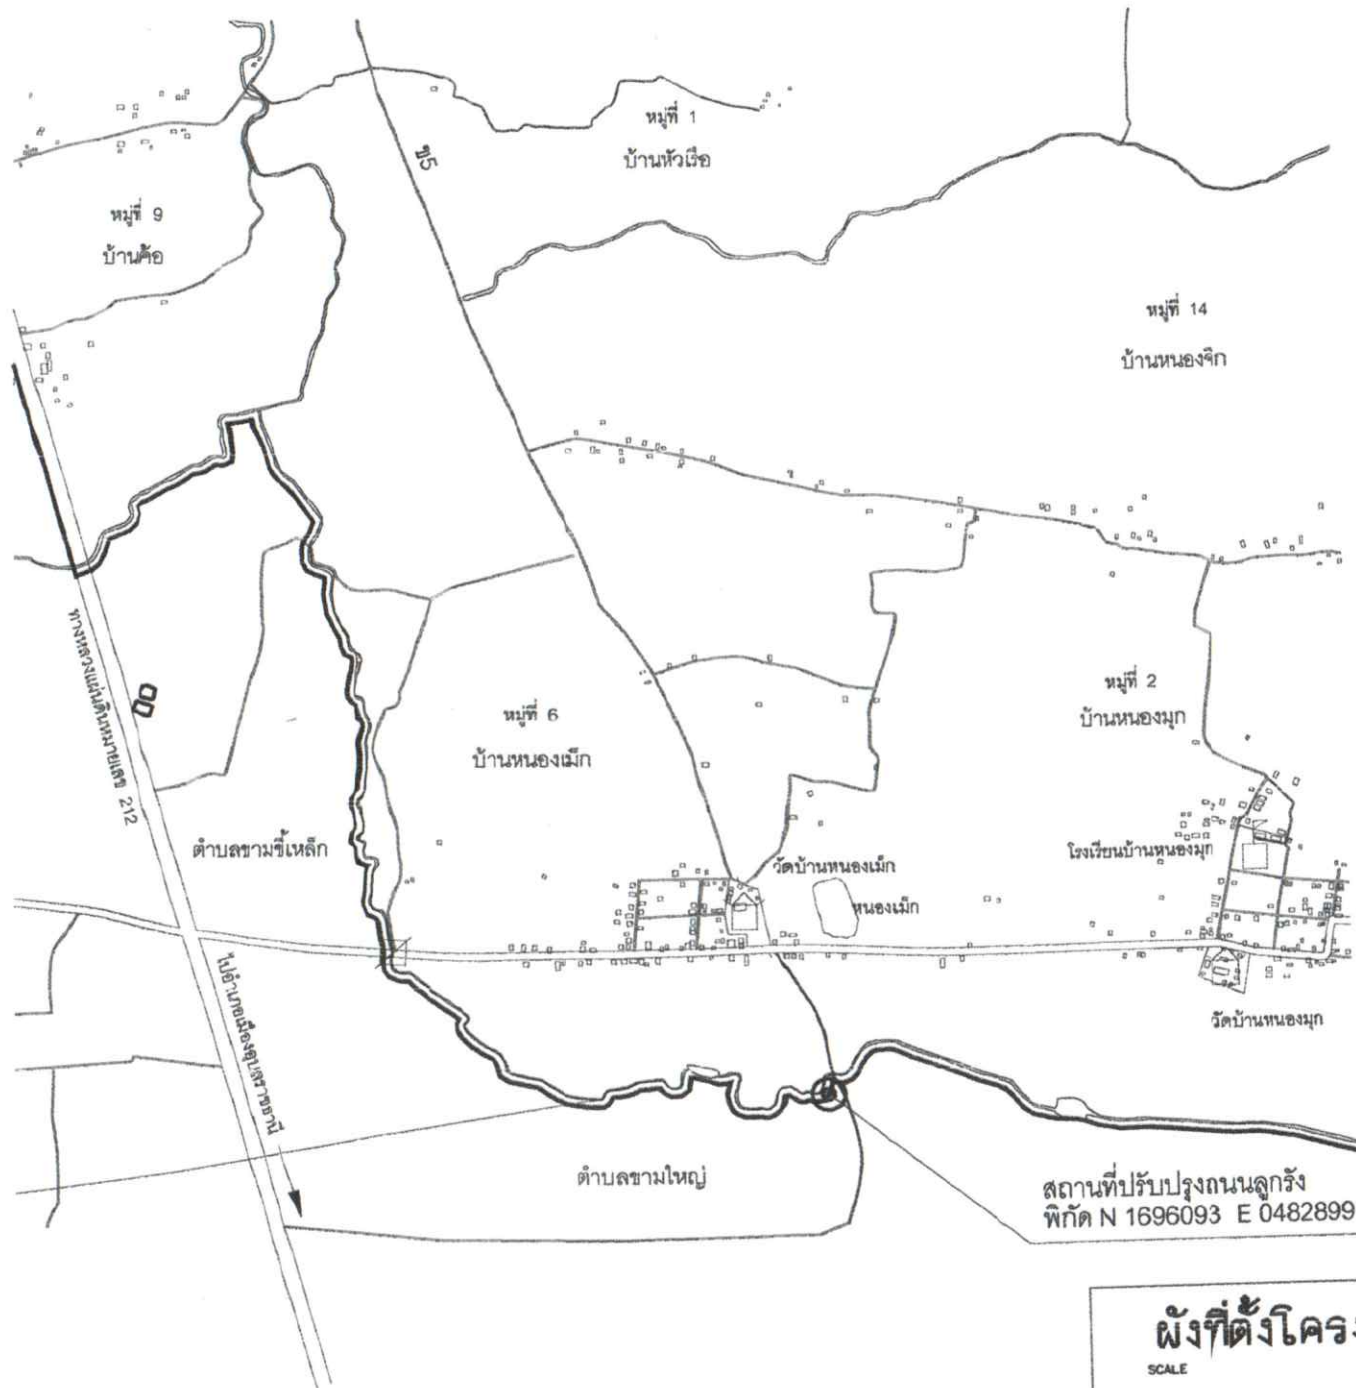 หมู่ที่ 1
บ้านหัวเรือ
หมู่ที่ 9
บ้านค้อ
หมู่ที่ 14
บ้านหนองจิก
ทางหลวงแผ่นดินหมายเลข 212
หมู่ที่ 6
บ้านหนองเม็ก
หมู่ที่ 2
บ้านหนองมุก
ตำบลขามขี้เหล็ก
วัดบ้านหนองเม็ก
หนองเม็ก
โรงเรียนบ้านหนองมุก
ไปอำเภอเมืองอุบลราชธานี
วัดบ้านหนองมุก
ตำบลขามใหญ่
สถานที่ปรับปรุงถนนลูกรัง
พิกัด N 1696093 E 0482899
ผังที่ตั้งโครง
SCALE